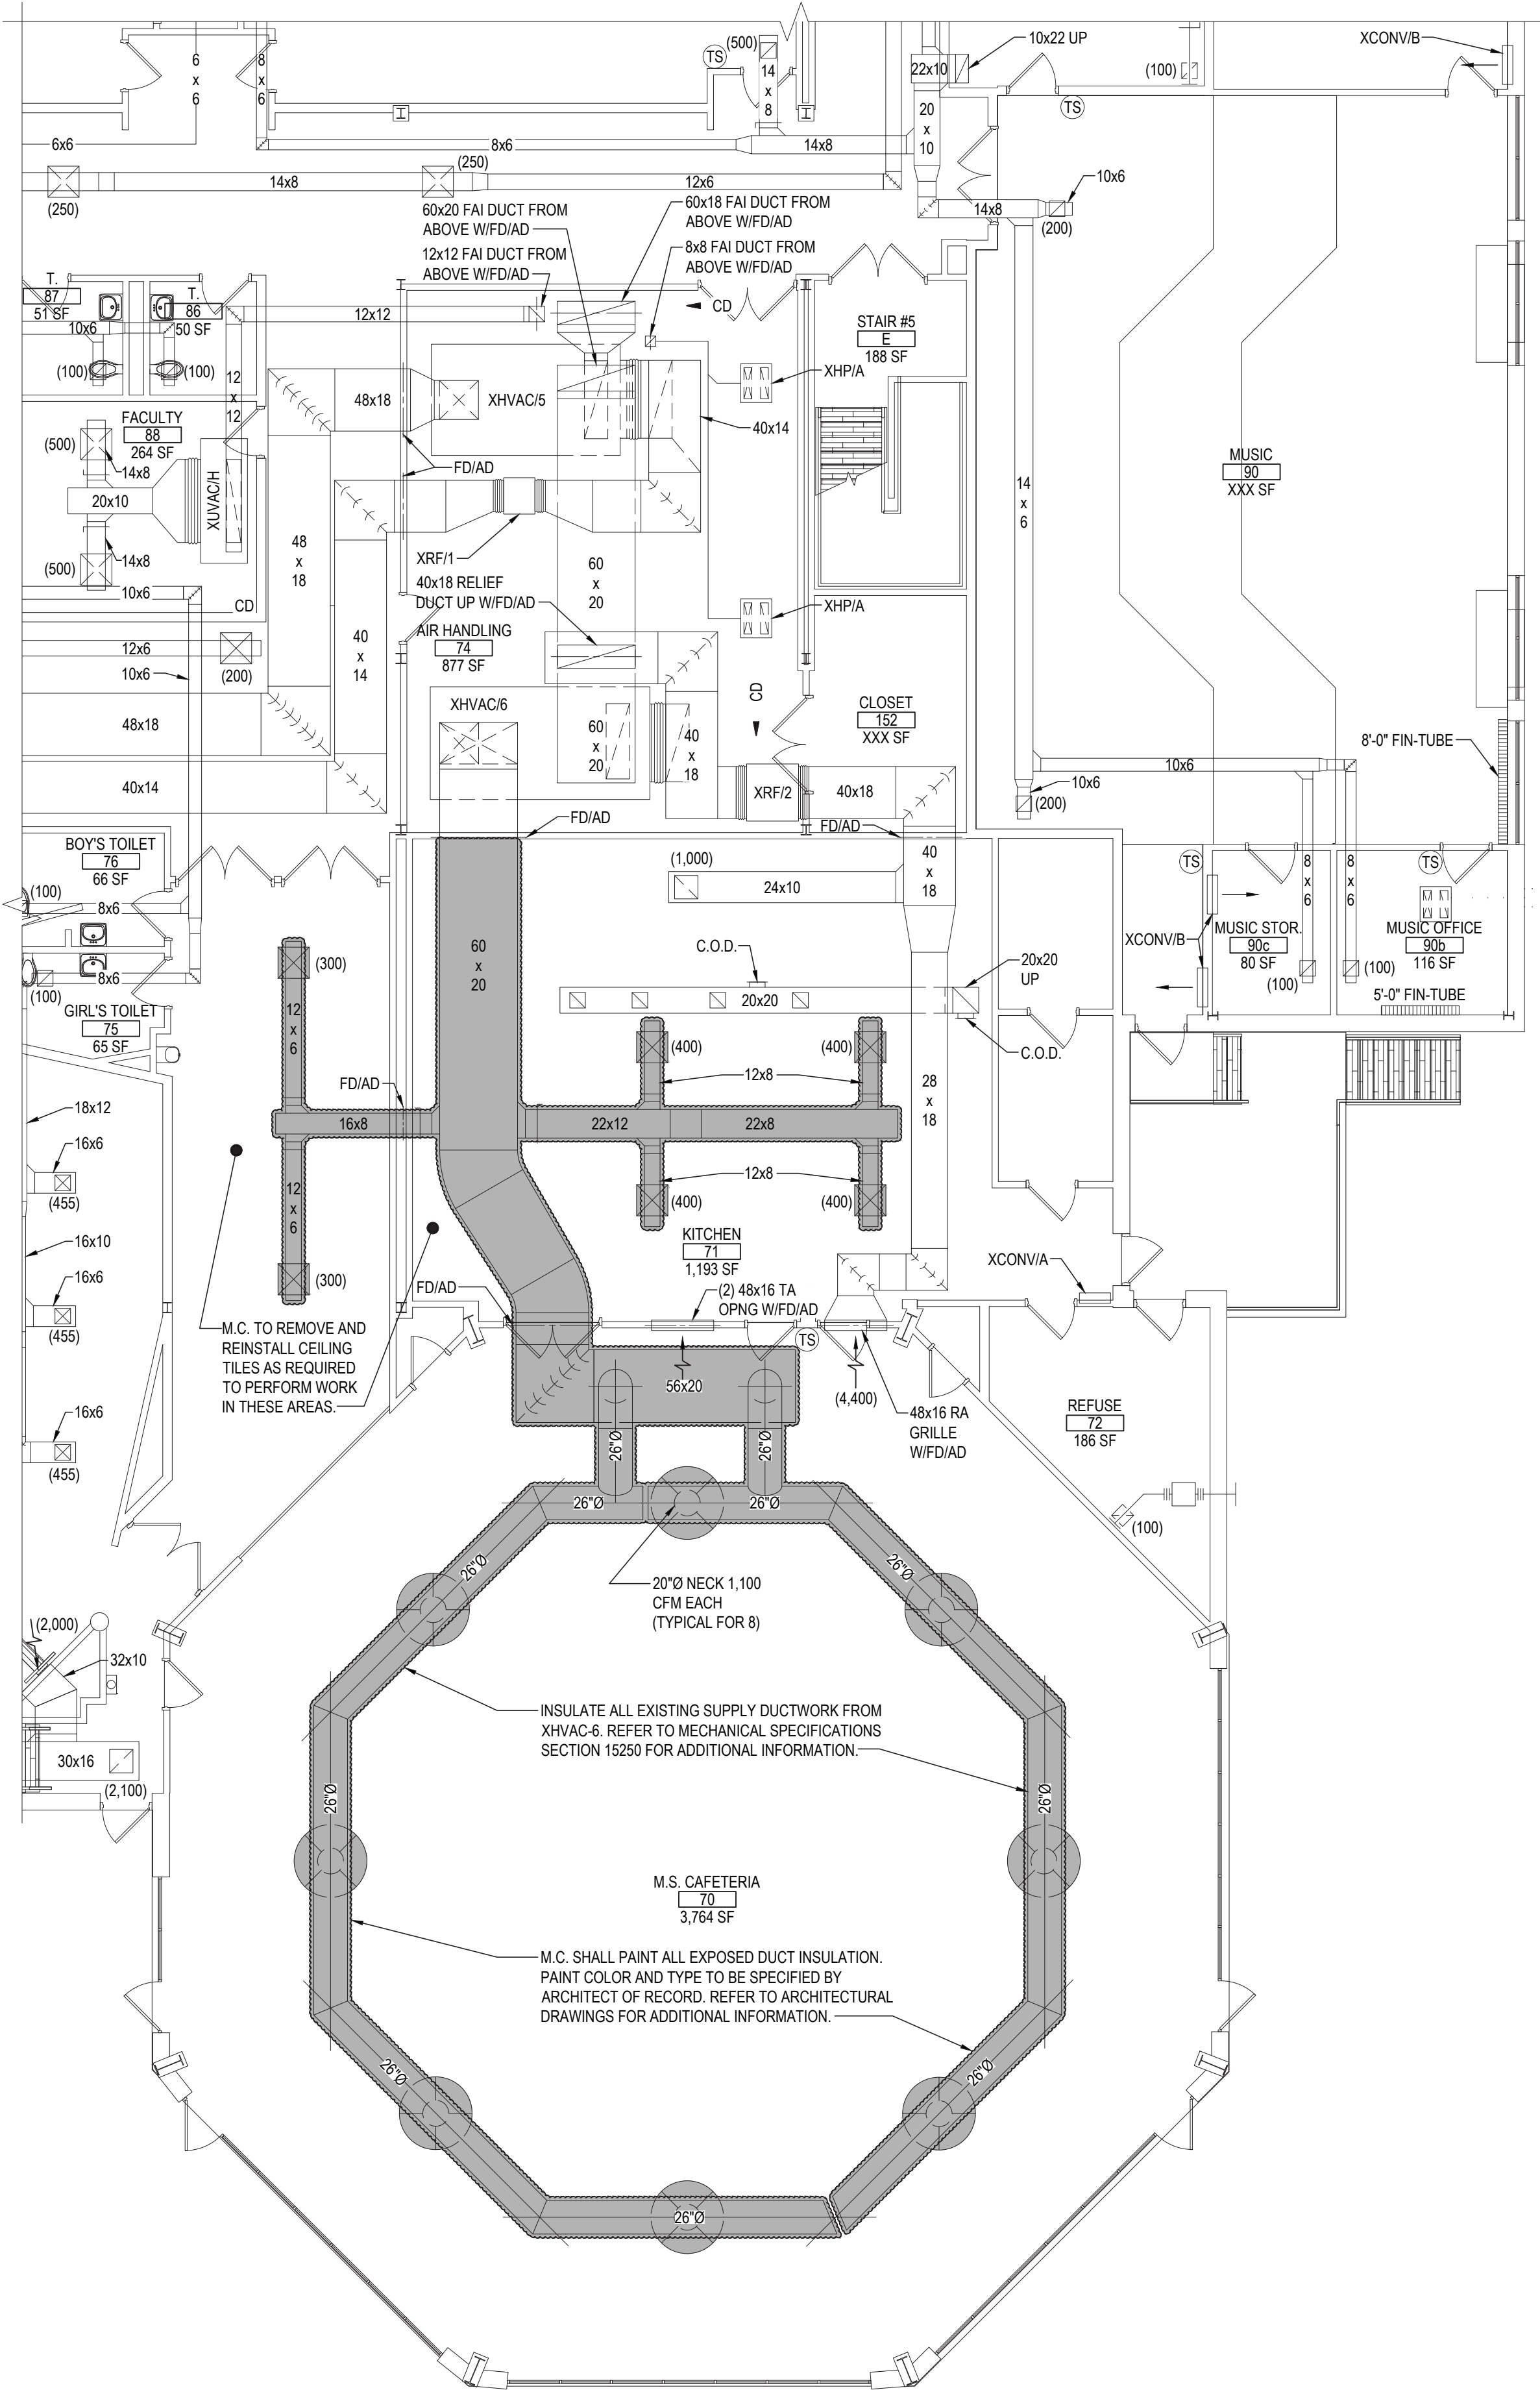 6
x
6
8
x
6
TS
(500)
14
x
8
22x10
10x22 UP
(100)
XCONV/B
TS
20
x
10
6x6
8x6
14x8
(250)
14x8
(250)
12x6
10x6
14x8
(200)
60x20 FAI DUCT FROM
ABOVE W/FD/AD
60x18 FAI DUCT FROM
ABOVE W/FD/AD
12x12 FAI DUCT FROM
ABOVE W/FD/AD
8x8 FAI DUCT FROM
ABOVE W/FD/AD
T.
87
51 SF
T.
86
50 SF
10x6
(100)
(100)
12x12
12
x
12
CD
STAIR #5
E
188 SF
48x18
XHVAC/5
XHP/A
40x14
FACULTY
88
264 SF
(500)
14x8
20x10
XUVAC/H
14x8
(500)
FD/AD
MUSIC
90
XXX SF
14
x
6
48
x
18
XRF/1
40x18 RELIEF
DUCT UP W/FD/AD
60
x
20
XHP/A
10x6
CD
12x6
10x6
(200)
40
x
14
AIR HANDLING
74
877 SF
48x18
XHVAC/6
60
x
20
40
x
18
CD
CLOSET
152
XXX SF
8'-0" FIN-TUBE
10x6
40x14
XRF/2
40x18
10x6
(200)
FD/AD
FD/AD
BOY'S TOILET
76
66 SF
(100)
8x6
(1,000)
24x10
40
x
18
TS
8
x
6
8
x
6
TS
60
x
20
C.O.D.
20x20
20x20
UP
XCONV/B
MUSIC STOR.
90c
80 SF
(100)
MUSIC OFFICE
90b
116 SF
(100)
5'-0" FIN-TUBE
8x6
(100)
GIRL'S TOILET
75
65 SF
(300)
12
x
6
(400)
(400)
C.O.D.
FD/AD
12x8
28
x
18
18x12
16x8
22x12
22x8
16x6
(455)
12
x
6
12x8
(400)
(400)
16x10
KITCHEN
71
1,193 SF
XCONV/A
16x6
(455)
(300)
FD/AD
(2) 48x16 TA
OPNG W/FD/AD
TS
M.C. TO REMOVE AND
REINSTALL CEILING
TILES AS REQUIRED
TO PERFORM WORK
IN THESE AREAS.
56x20
(4,400)
48x16 RA
GRILLE
W/FD/AD
REFUSE
72
186 SF
16x6
(455)
26"Ø
26"Ø
26"Ø
26"Ø
(100)
26"Ø
26"Ø
20"Ø NECK 1,100
CFM EACH
(TYPICAL FOR 8)
(2,000)
32x10
INSULATE ALL EXISTING SUPPLY DUCTWORK FROM
XHVAC-6. REFER TO MECHANICAL SPECIFICATIONS
SECTION 15250 FOR ADDITIONAL INFORMATION.
30x16
(2,100)
26"Ø
26"Ø
M.S. CAFETERIA
70
3,764 SF
M.C. SHALL PAINT ALL EXPOSED DUCT INSULATION.
PAINT COLOR AND TYPE TO BE SPECIFIED BY
ARCHITECT OF RECORD. REFER TO ARCHITECTURAL
DRAWINGS FOR ADDITIONAL INFORMATION.
26"Ø
26"Ø
26"Ø